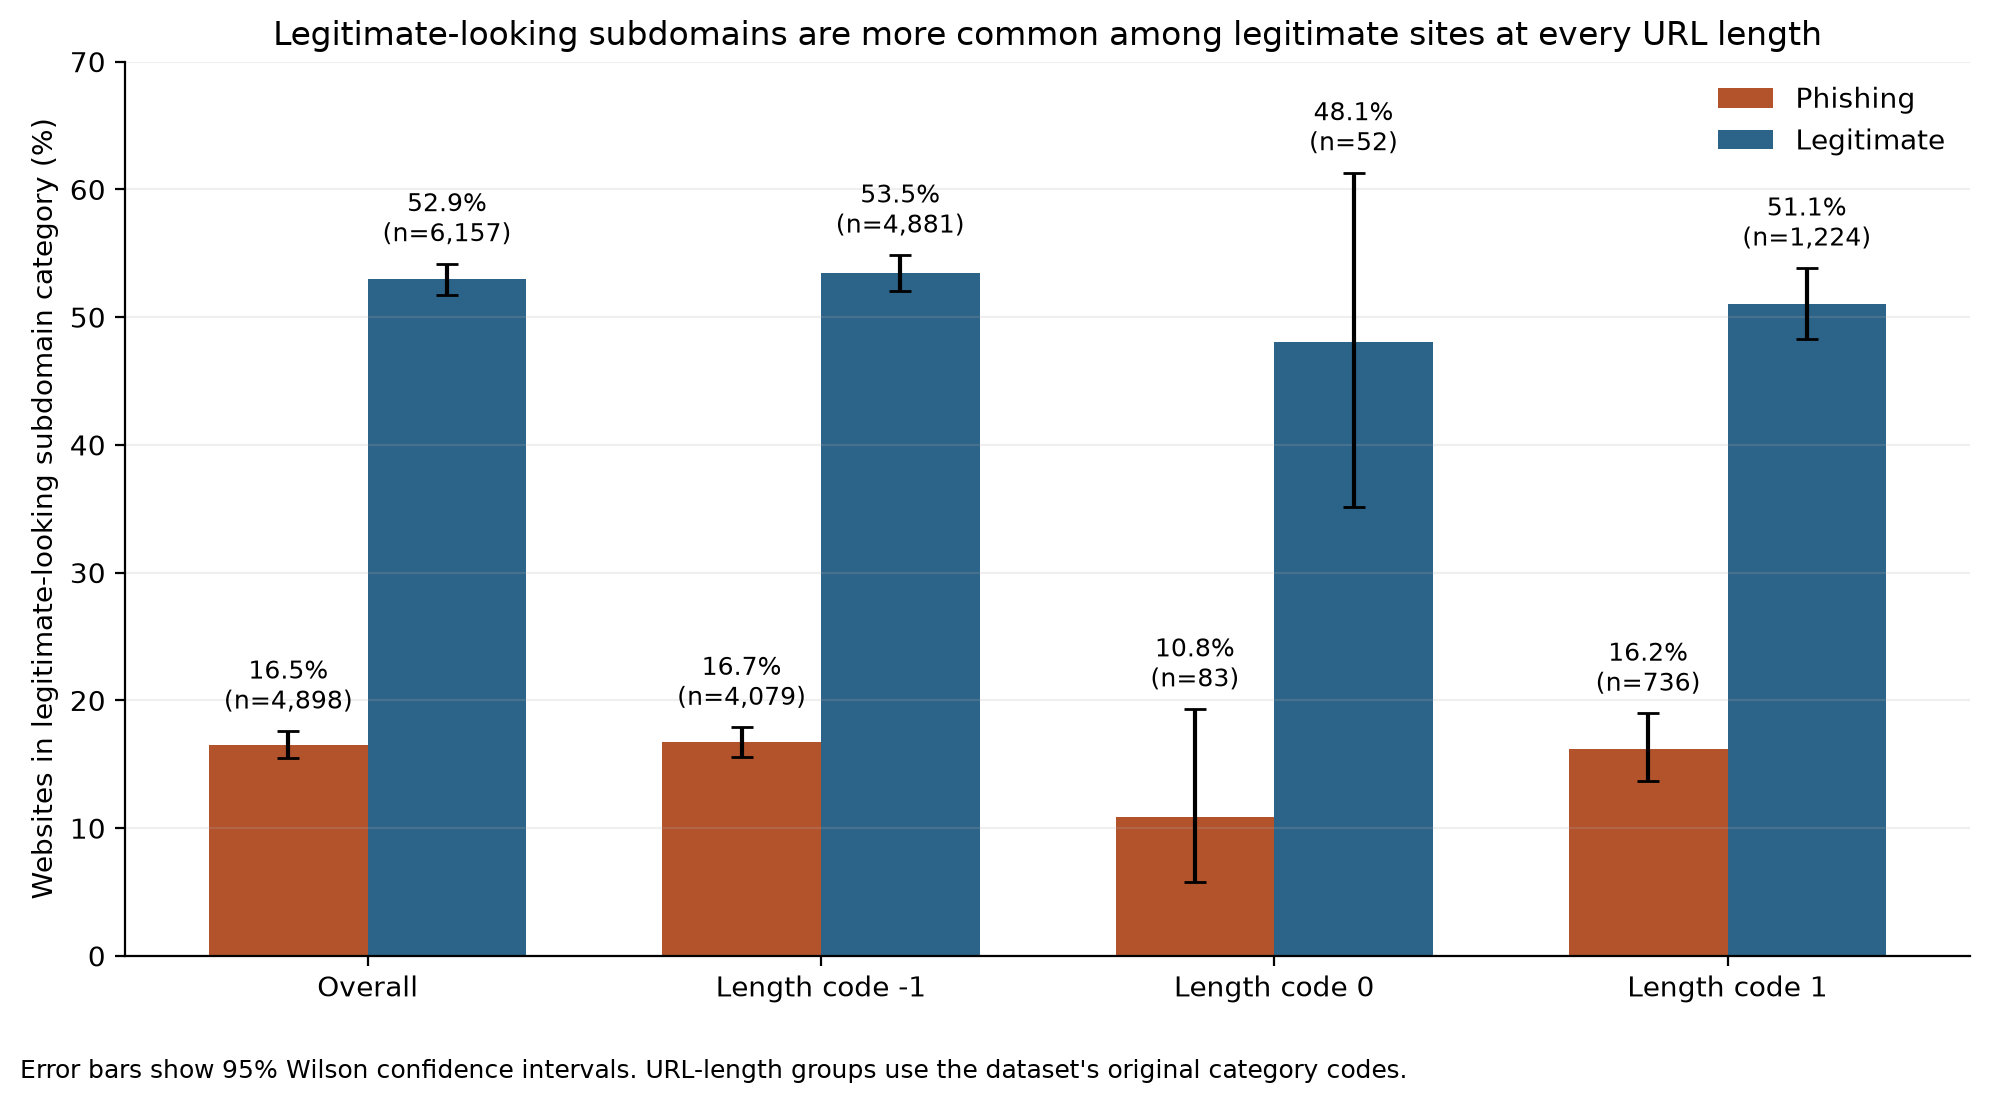 Legitimate-looking subdomains are more common among legitimate sites at every URL length
Websites in legitimate-looking subdomain category (%)
70
60
50
40
30
20
10
0
Phishing
Legitimate
16.5%
(n=4,898)
52.9%
(n=6,157)
16.7%
(n=4,079)
53.5%
(n=4,881)
10.8%
(n=83)
48.1%
(n=52)
16.2%
(n=736)
51.1%
(n=1,224)
Overall
Length code -1
Length code 0
Length code 1
Error bars show 95% Wilson confidence intervals. URL-length groups use the dataset's original category codes.